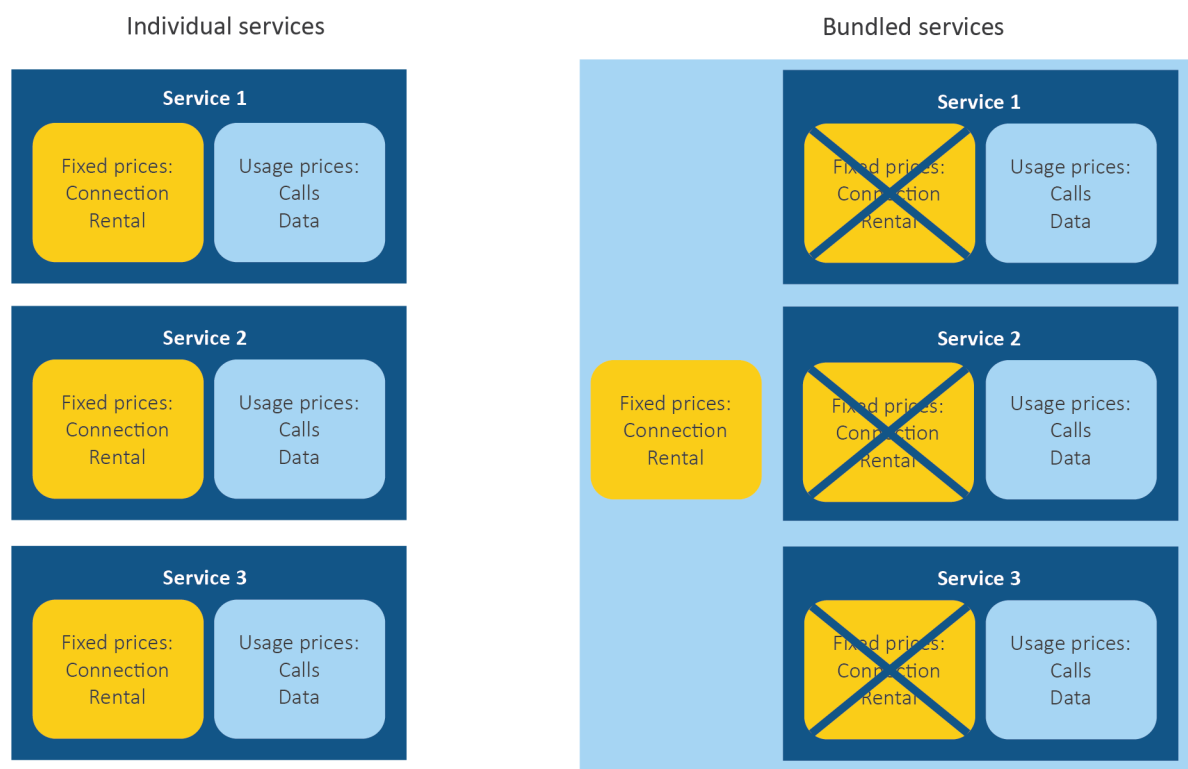 Individual services
Service 1
Fixed prices:
Connection
Rental
Usage prices:
Calls
Data
Service 2
Fixed prices:
Connection
Rental
Usage prices:
Calls
Data
Service 3
Fixed prices:
Connection
Rental
Usage prices:
Calls
Data
Bundled services
Fixed prices:
Connection
Rental
Service 1
Fixed prices:
Connection
Rental
Usage prices:
Calls
Data
Service 2
Fixed prices:
Connection
Rental
Usage prices:
Calls
Data
Service 3
Fixed prices:
Connection
Rental
Usage prices:
Calls
Data